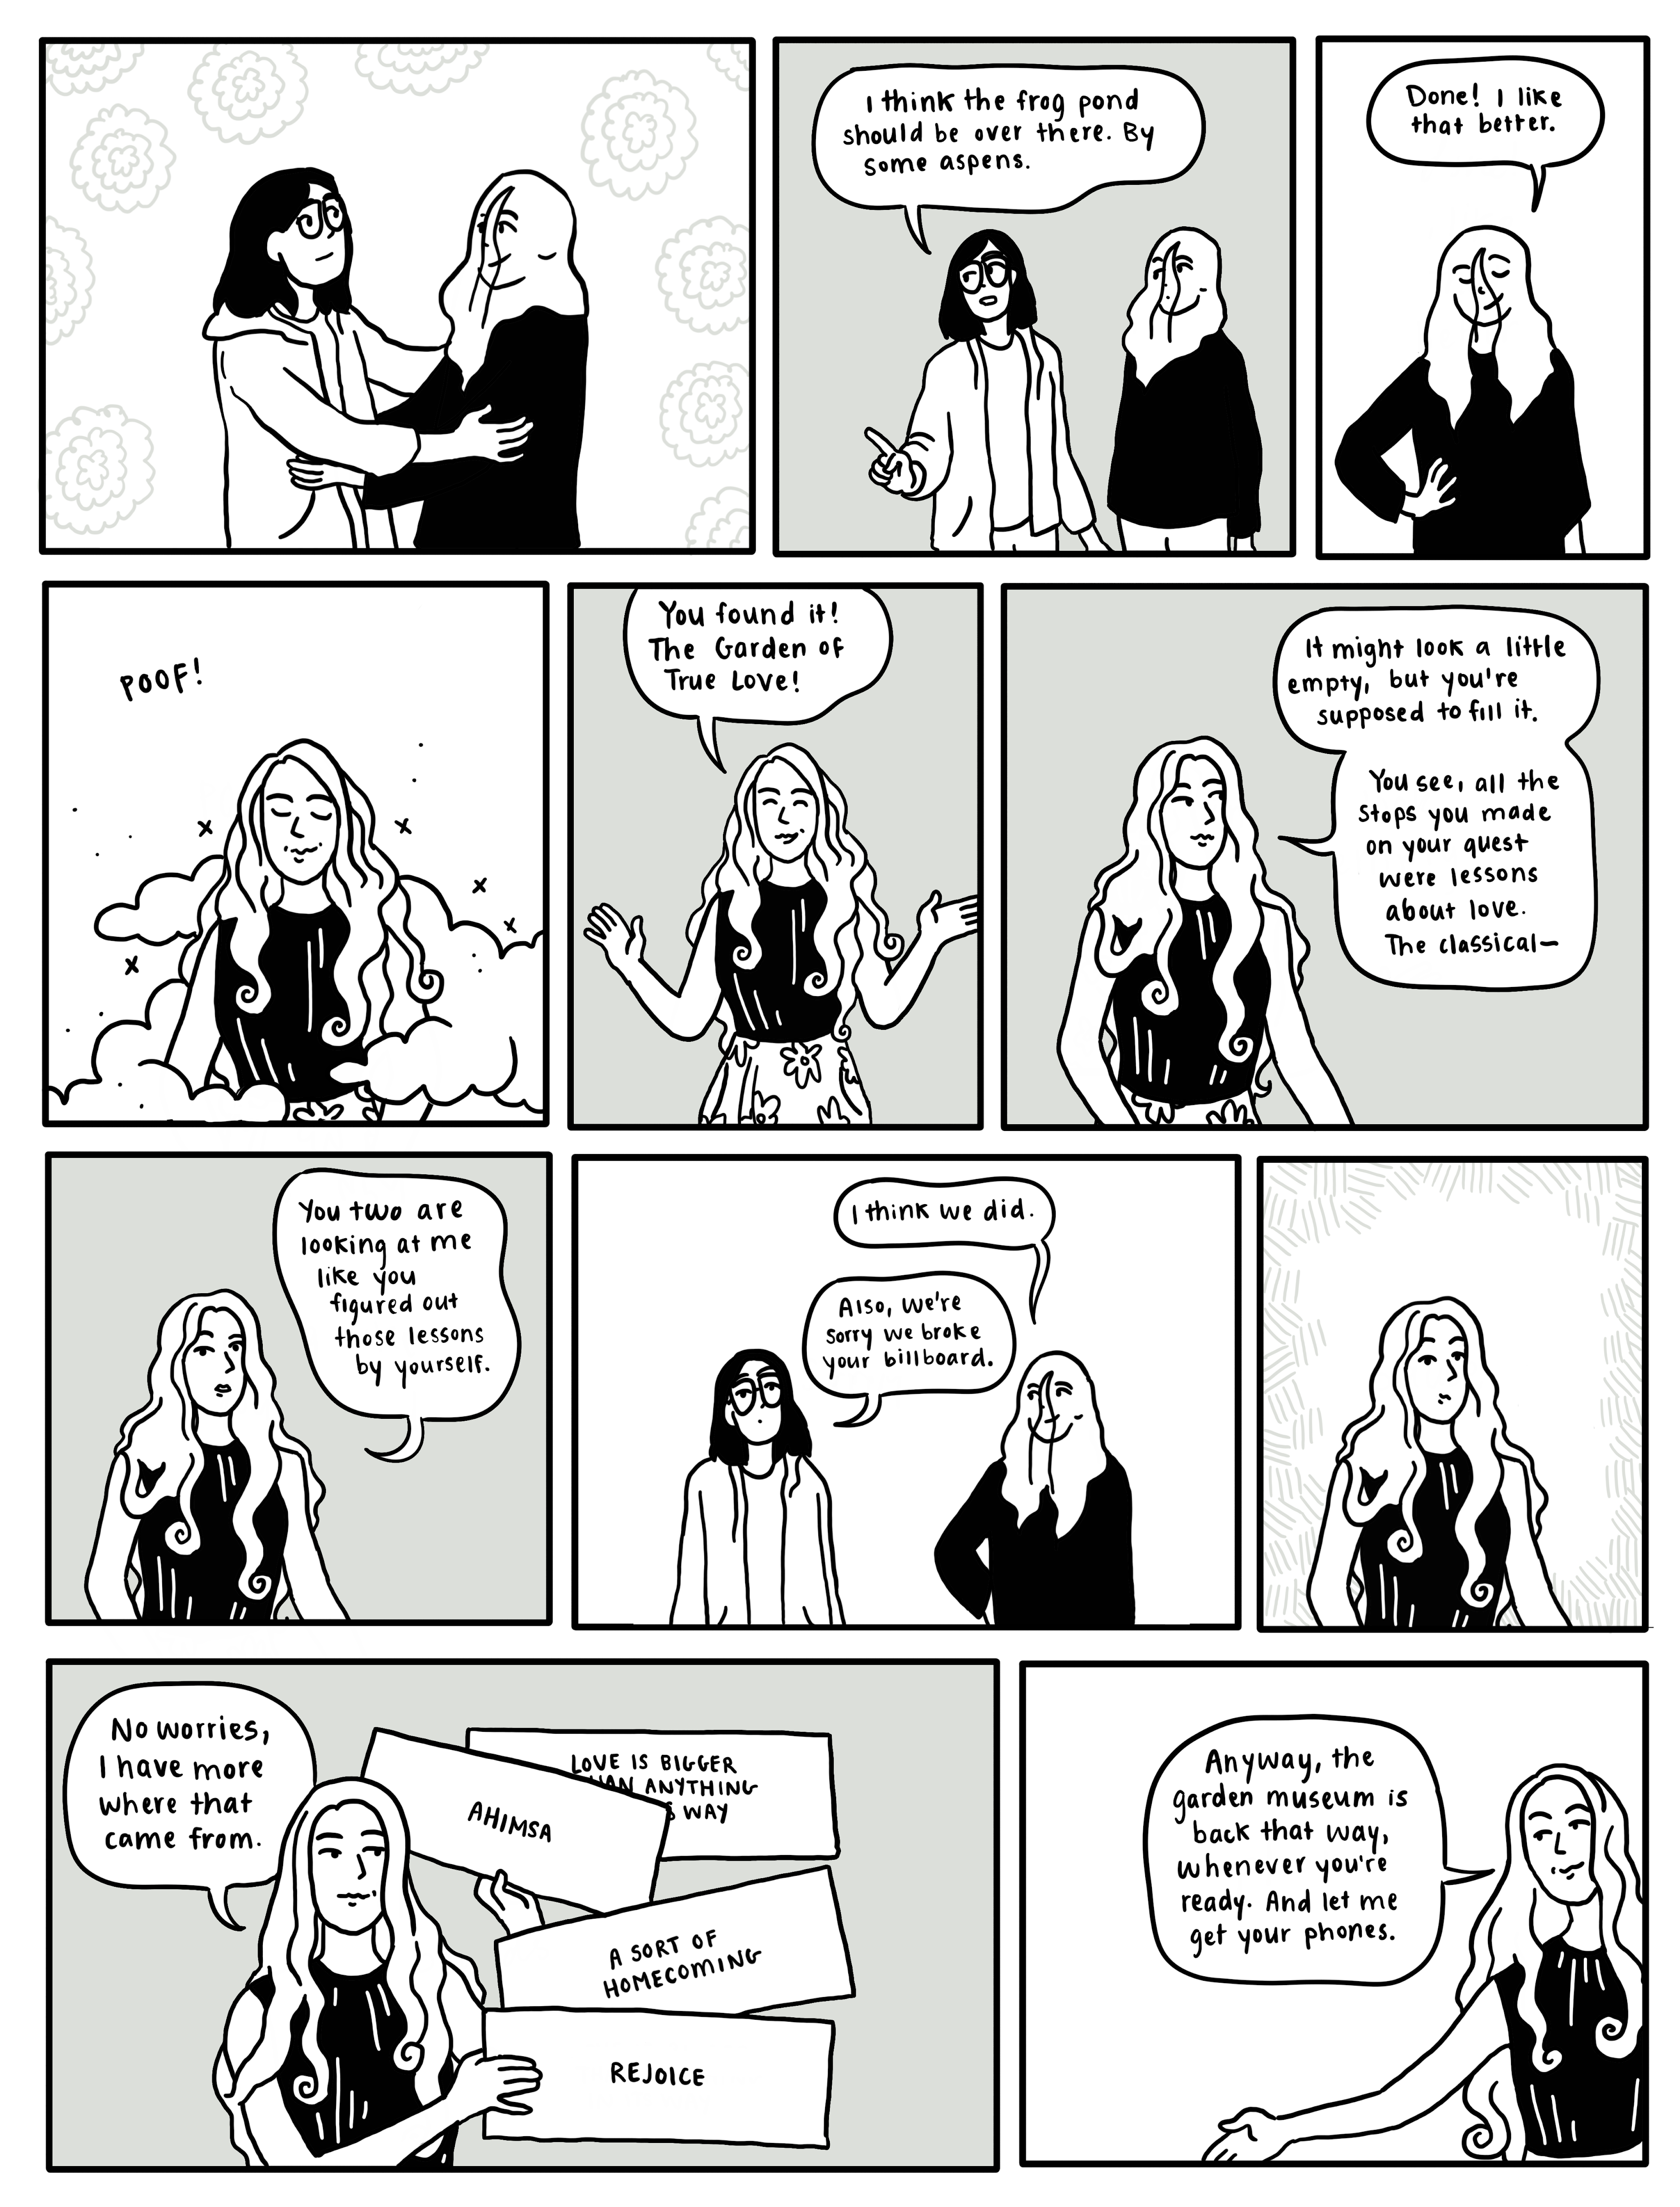 I think the frog pond
should be over there. By
some aspens.
Done! I like
that better.
POOF!
You found it!
The Garden of
True Love!
It might look a little
empty, but you're
supposed to fill it.
You see, all the
stops you made
on your quest
were lessons
about love.
The classical—
You two are
looking at me
like you
figured out
those lessons
by yourself.
I think we did.
Also, we're
sorry we broke
your billboard.
No worries,
I have more
where that
came from.
LOVE IS BIGGER
ANYTHING
WAY
AHIMSA
A SORT OF
HOMECOMING
REJOICE
Anyway, the
garden museum is
back that way,
whenever you're
ready. And let me
get your phones.